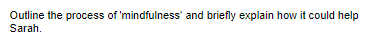 Outline the process of 'mindfulness' and briefly explain how it could help
Sarah.